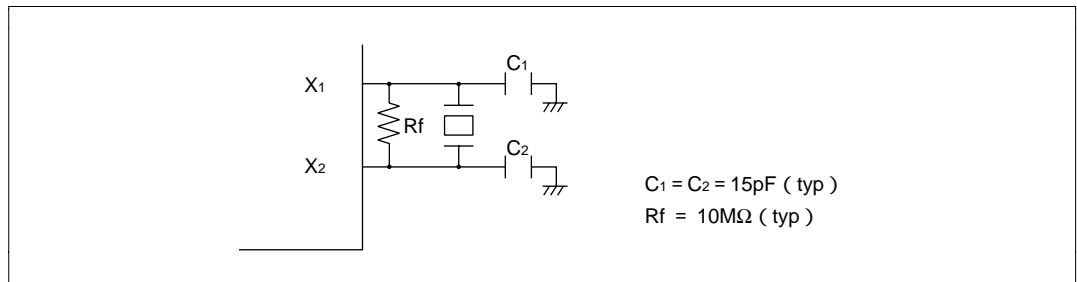 C1
X1
Rf
C2
X2
C1 = C2 = 15pF ( typ )
Rf = 10MΩ ( typ )